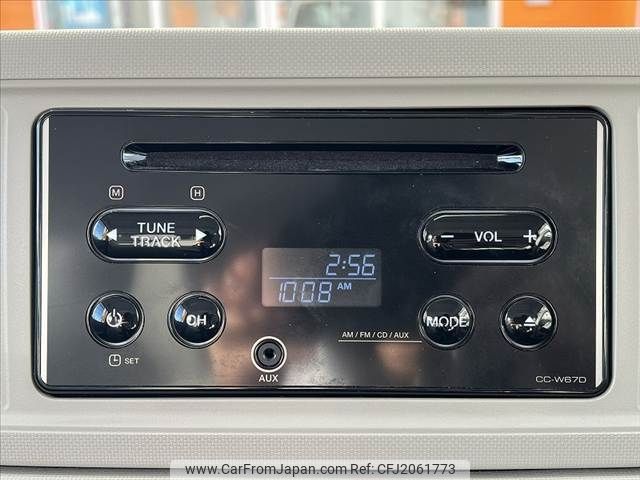 M H
TUNE
TRACK
− VOL +
2:56
1008 AM
CH
MODE
AM / FM / CD / AUX
SET
AUX
CC-W67D
www.CarFromJapan.com | CFJ2061773